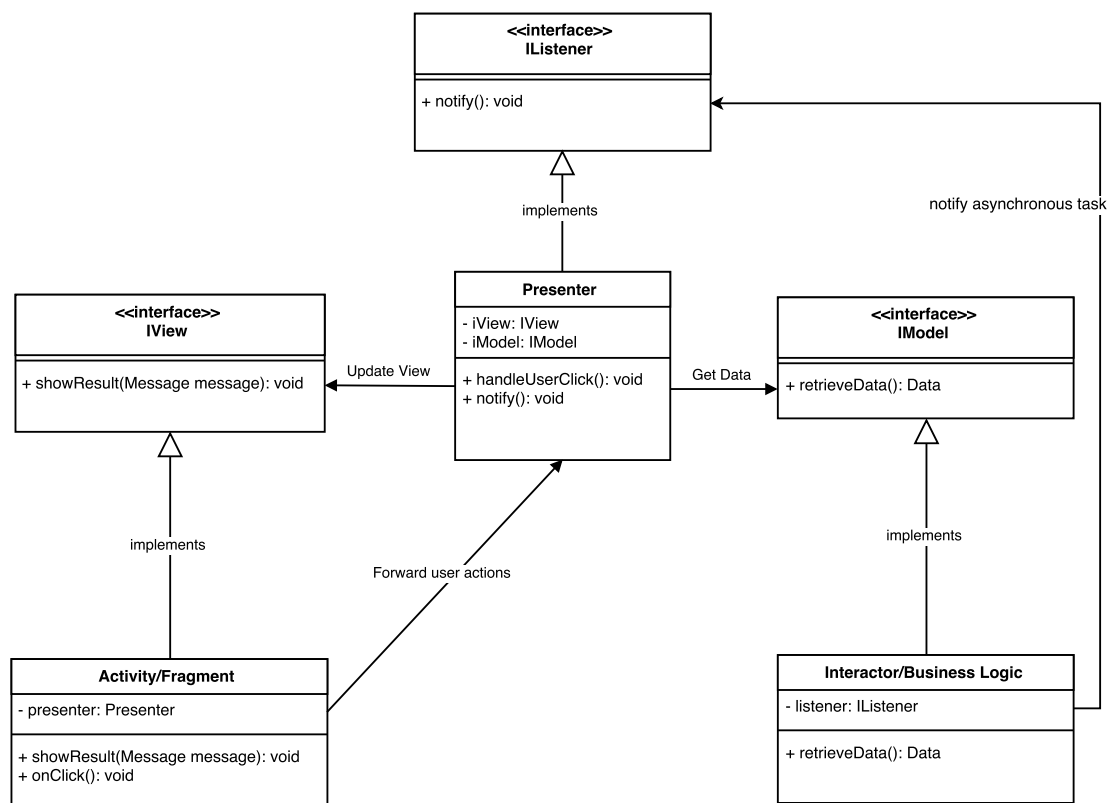 <<interface>>
IListener
+ notify(): void
notify asynchronous task
implements
Presenter
- iView: IView
- iModel: IModel
+ handleUserClick(): void
+ notify(): void
<<interface>>
IView
+ showResult(Message message): void
Update View
Get Data
<<interface>>
IModel
+ retrieveData(): Data
implements
Forward user actions
implements
Activity/Fragment
- presenter: Presenter
+ showResult(Message message): void
+ onClick(): void
Interactor/Business Logic
- listener: IListener
+ retrieveData(): Data